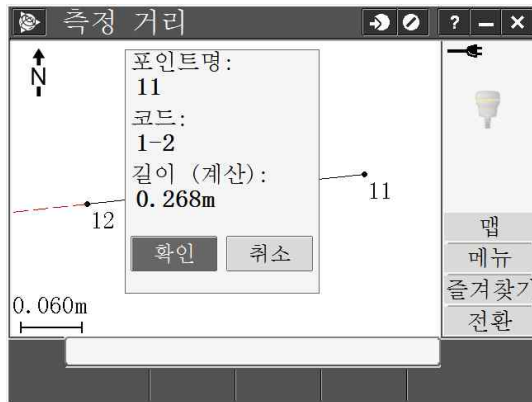 측정 거리
?
N
포인트명:
11
코드:
1-2
길이 (계산):
0.268m
12
11
확인
취소
0.060m
맵
메뉴
즐겨찾기
전환